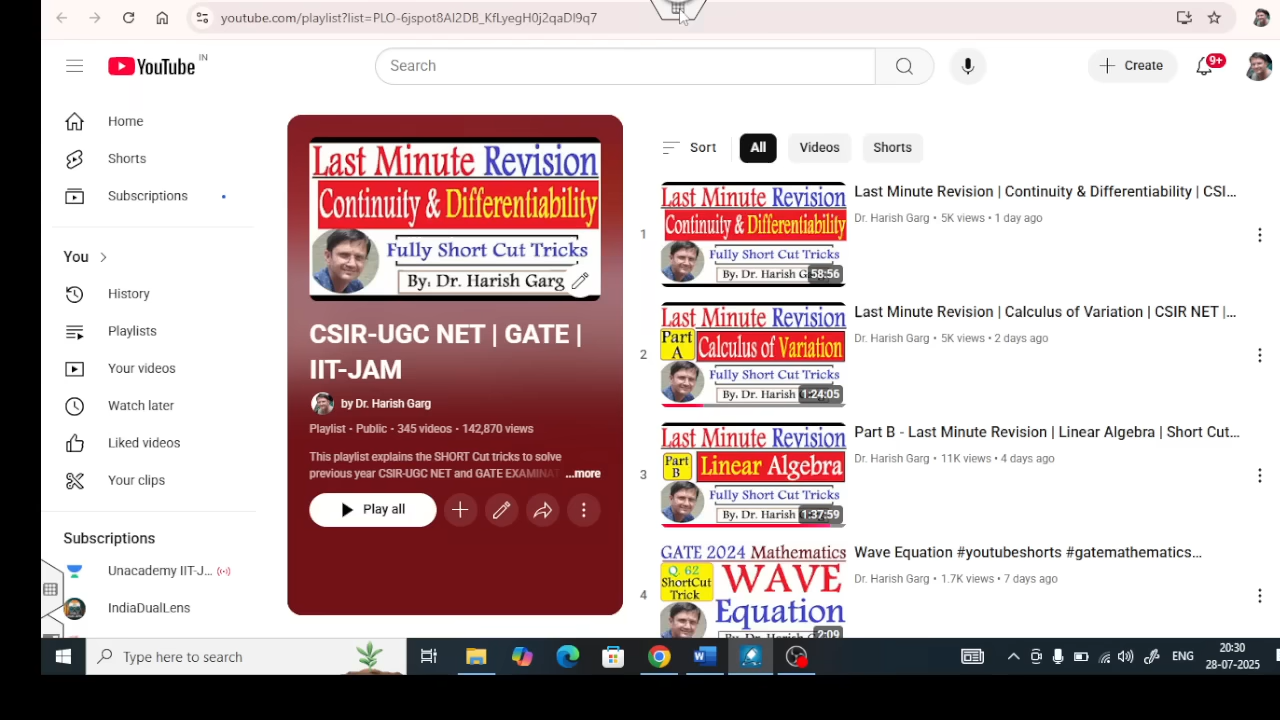 youtube.com/playlist?list=PLO-6jspot8Al2DB_KfLyegH0j2qaDl9q7
YouTube IN
Search
Create
9+
Home
Shorts
Subscriptions
You
History
Playlists
Your videos
Watch later
Liked videos
Your clips
Subscriptions
Unacademy IIT-J...
IndiaDualLens
Last Minute Revision
Continuity & Differentiability
Fully Short Cut Tricks
By: Dr. Harish Garg
CSIR-UGC NET | GATE |
IIT-JAM
by Dr. Harish Garg
Playlist • Public • 345 videos • 142,870 views
This playlist explains the SHORT Cut tricks to solve
previous year CSIR-UGC NET and GATE EXAMINAT ...more
Play all
Sort
All
Videos
Shorts
1
Last Minute Revision
Continuity & Differentiability
Fully Short Cut Tricks
By: Dr. Harish G
58:56
Last Minute Revision | Continuity & Differentiability | CSI...
Dr. Harish Garg • 5K views • 1 day ago
2
Last Minute Revision
Part A
Calculus of Variation
Fully Short Cut Tricks
By: Dr. Harish
1:24:05
Last Minute Revision | Calculus of Variation | CSIR NET |...
Dr. Harish Garg • 5K views • 2 days ago
3
Last Minute Revision
Part B
Linear Algebra
Fully Short Cut Tricks
By: Dr. Harish
1:37:59
Part B - Last Minute Revision | Linear Algebra | Short Cut...
Dr. Harish Garg • 11K views • 4 days ago
4
GATE 2024 Mathematics
Q. 62
ShortCut
Trick
WAVE
Equation
2:09
Wave Equation #youtubeshorts #gatemathematics...
Dr. Harish Garg • 1.7K views • 7 days ago
Type here to search
ENG
20:30
28-07-2025